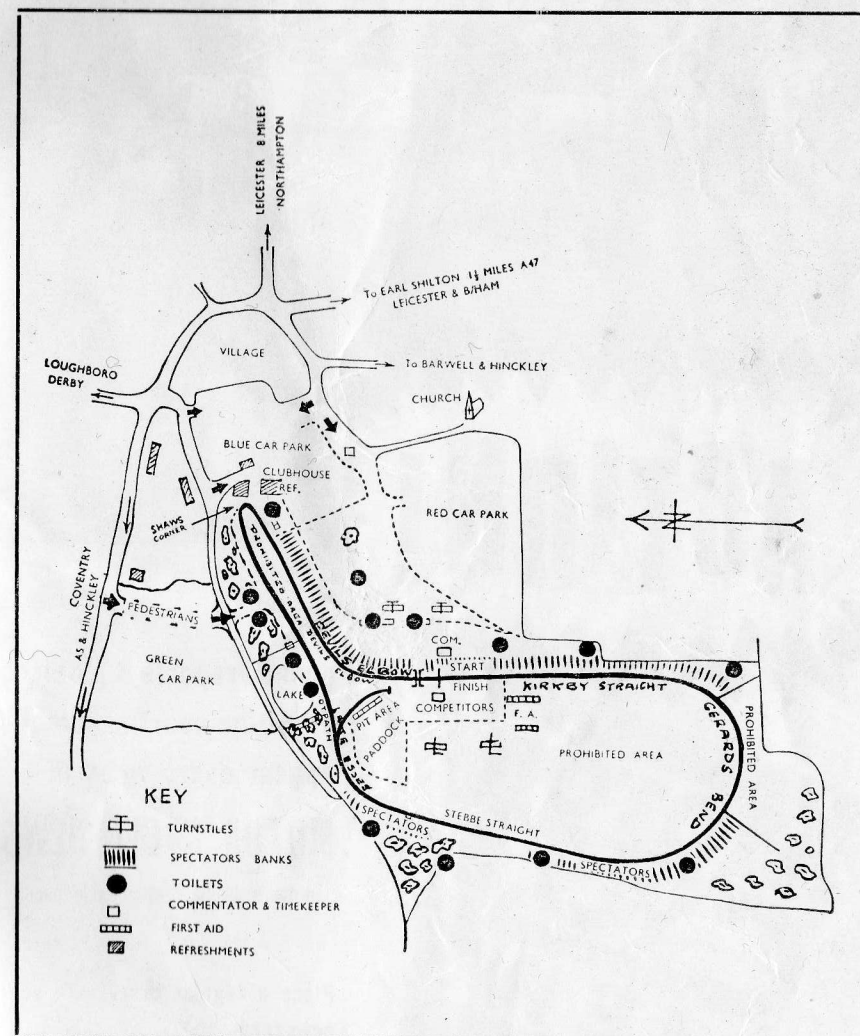 LEICESTER 8 MILES
NORTHAMPTON
TO EARL SHILTON 1½ MILES A47
LEICESTER & B/HAM
VILLAGE
LOUGHBORO
DERBY
TO BARWELL & HINCKLEY
CHURCH
BLUE CAR PARK
CLUBHOUSE
REF.
SHAWS
CORNER
RED CAR PARK
N
COVENTRY
AS & HINCKLEY
PEDESTRIANS
PROHIBITED AREA
DEVILS
ELBOW
DEVILS ELBOW
COM.
GREEN
CAR PARK
START
FINISH
KIRKBY STRAIGHT
LAKE
PIT AREA
PADDOCK
COMPETITORS
F. A.
GERARDS BEND
PROHIBITED AREA
PROHIBITED AREA
STEBBE STRAIGHT
SPECTATORS
SPECTATORS
KEY
TURNSTILES
SPECTATORS BANKS
TOILETS
COMMENTATOR & TIMEKEEPER
FIRST AID
REFRESHMENTS